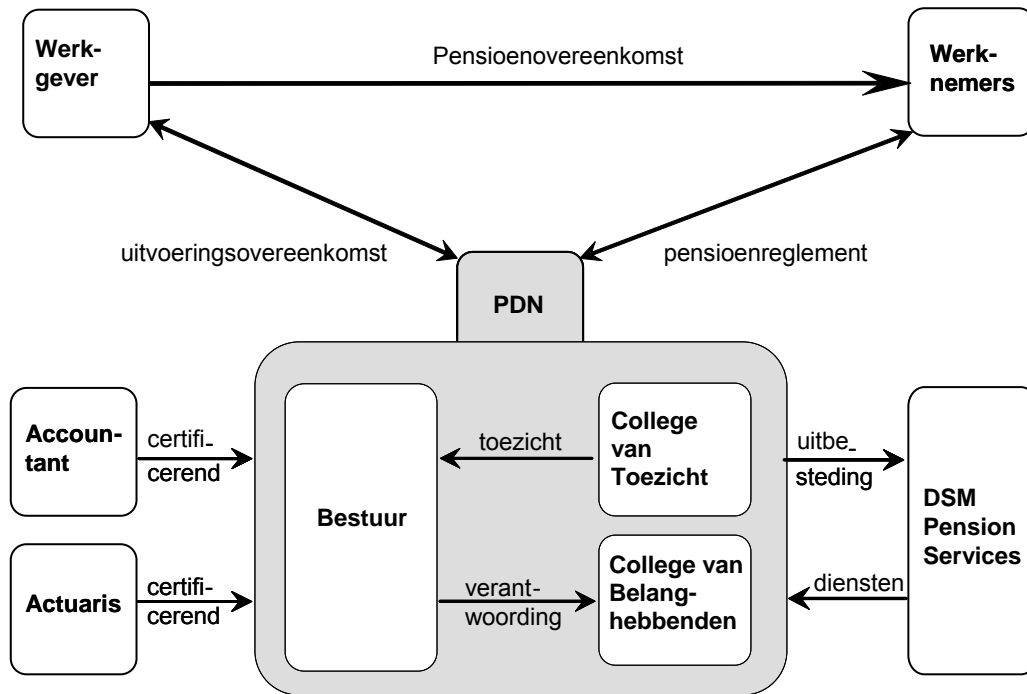 Werk-
gever
Pensioenovereenkomst
Werk-
nemers
uitvoeringsovereenkomst
pensioenreglement
PDN
Accoun-
tant
certifi-
cerend
Bestuur
toezicht
College
van
Toezicht
uitbe-
steding
DSM
Pension
Services
Actuaris
certifi-
cerend
verant-
woording
College van
Belang-
hebbenden
diensten